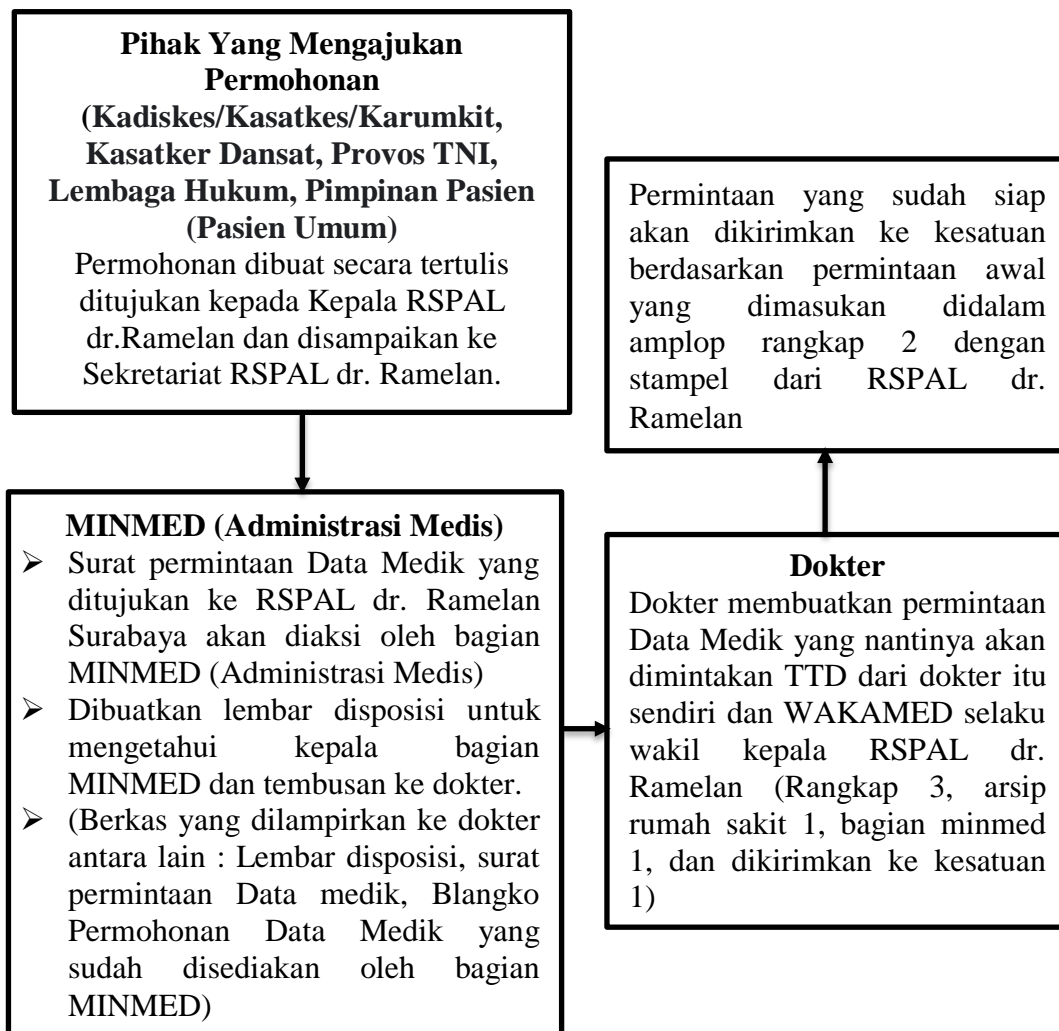 Pihak Yang Mengajukan
Permohonan
(Kadiskes/Kasatkes/Karumkit,
Kasatker Dansat, Provos TNI,
Lembaga Hukum, Pimpinan Pasien
(Pasien Umum)
Permohonan dibuat secara tertulis
ditujukan kepada Kepala RSPAL
dr.Ramelan dan disampaikan ke
Sekretariat RSPAL dr. Ramelan.
MINMED (Administrasi Medis)
➢ Surat permintaan Data Medik yang
ditujukan ke RSPAL dr. Ramelan
Surabaya akan diaksi oleh bagian
MINMED (Administrasi Medis)
➢ Dibuatkan lembar disposisi untuk
mengetahui kepala bagian
MINMED dan tembusan ke dokter.
➢ (Berkas yang dilampirkan ke dokter
antara lain : Lembar disposisi, surat
permintaan Data medik, Blangko
Permohonan Data Medik yang
sudah disediakan oleh bagian
MINMED)
Dokter
Dokter membuatkan permintaan
Data Medik yang nantinya akan
dimintakan TTD dari dokter itu
sendiri dan WAKAMED selaku
wakil kepala RSPAL dr.
Ramelan (Rangkap 3, arsip
rumah sakit 1, bagian minmed
1, dan dikirimkan ke kesatuan
1)
Permintaan yang sudah siap
akan dikirimkan ke kesatuan
berdasarkan permintaan awal
yang dimasukan didalam
amplop rangkap 2 dengan
stampel dari RSPAL dr.
Ramelan